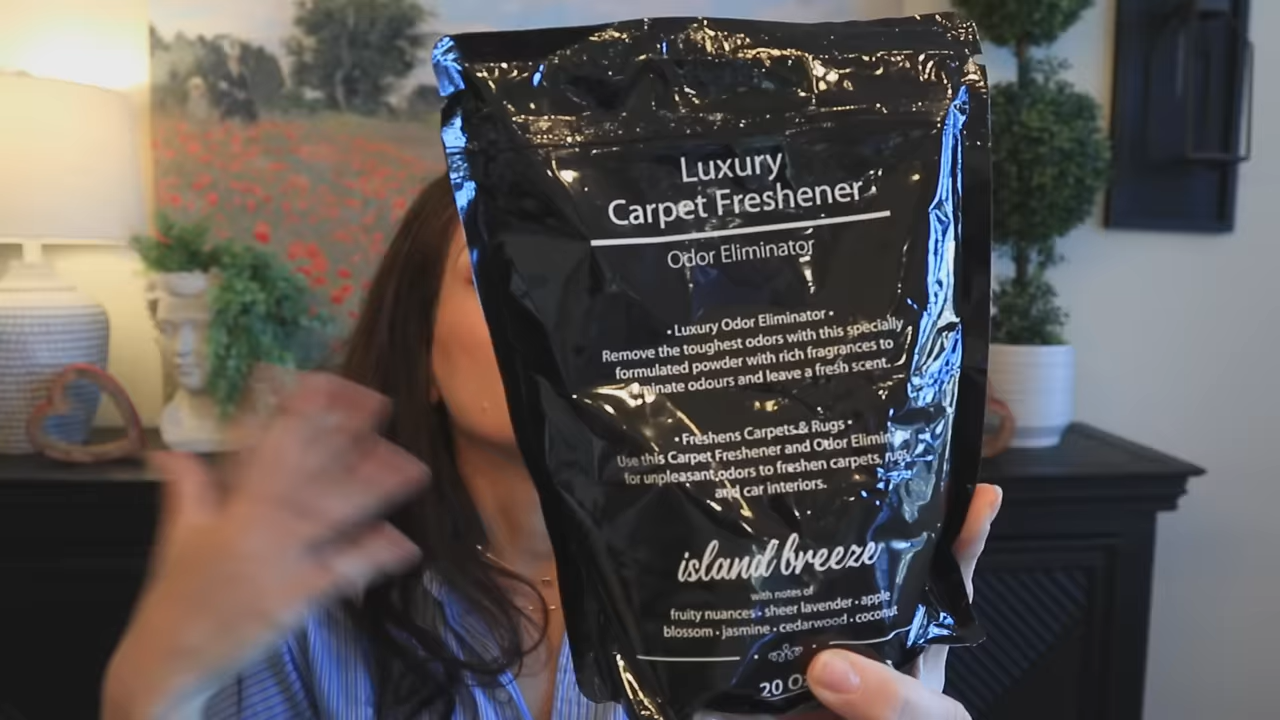 Luxury
Carpet Freshener
Odor Eliminator
• Luxury Odor Eliminator •
Remove the toughest odors with this specially
formulated powder with rich fragrances to
odours and leave a fresh scent.
• Freshens Carpets & Rugs •
Use this Carpet Freshener and Odor
for unpleasant odors to freshen carpets, rugs,
and car interiors.
island breeze
with notes of
fruity nuances • sheer lavender • apple
blossom • jasmine • cedarwood • coconut
20